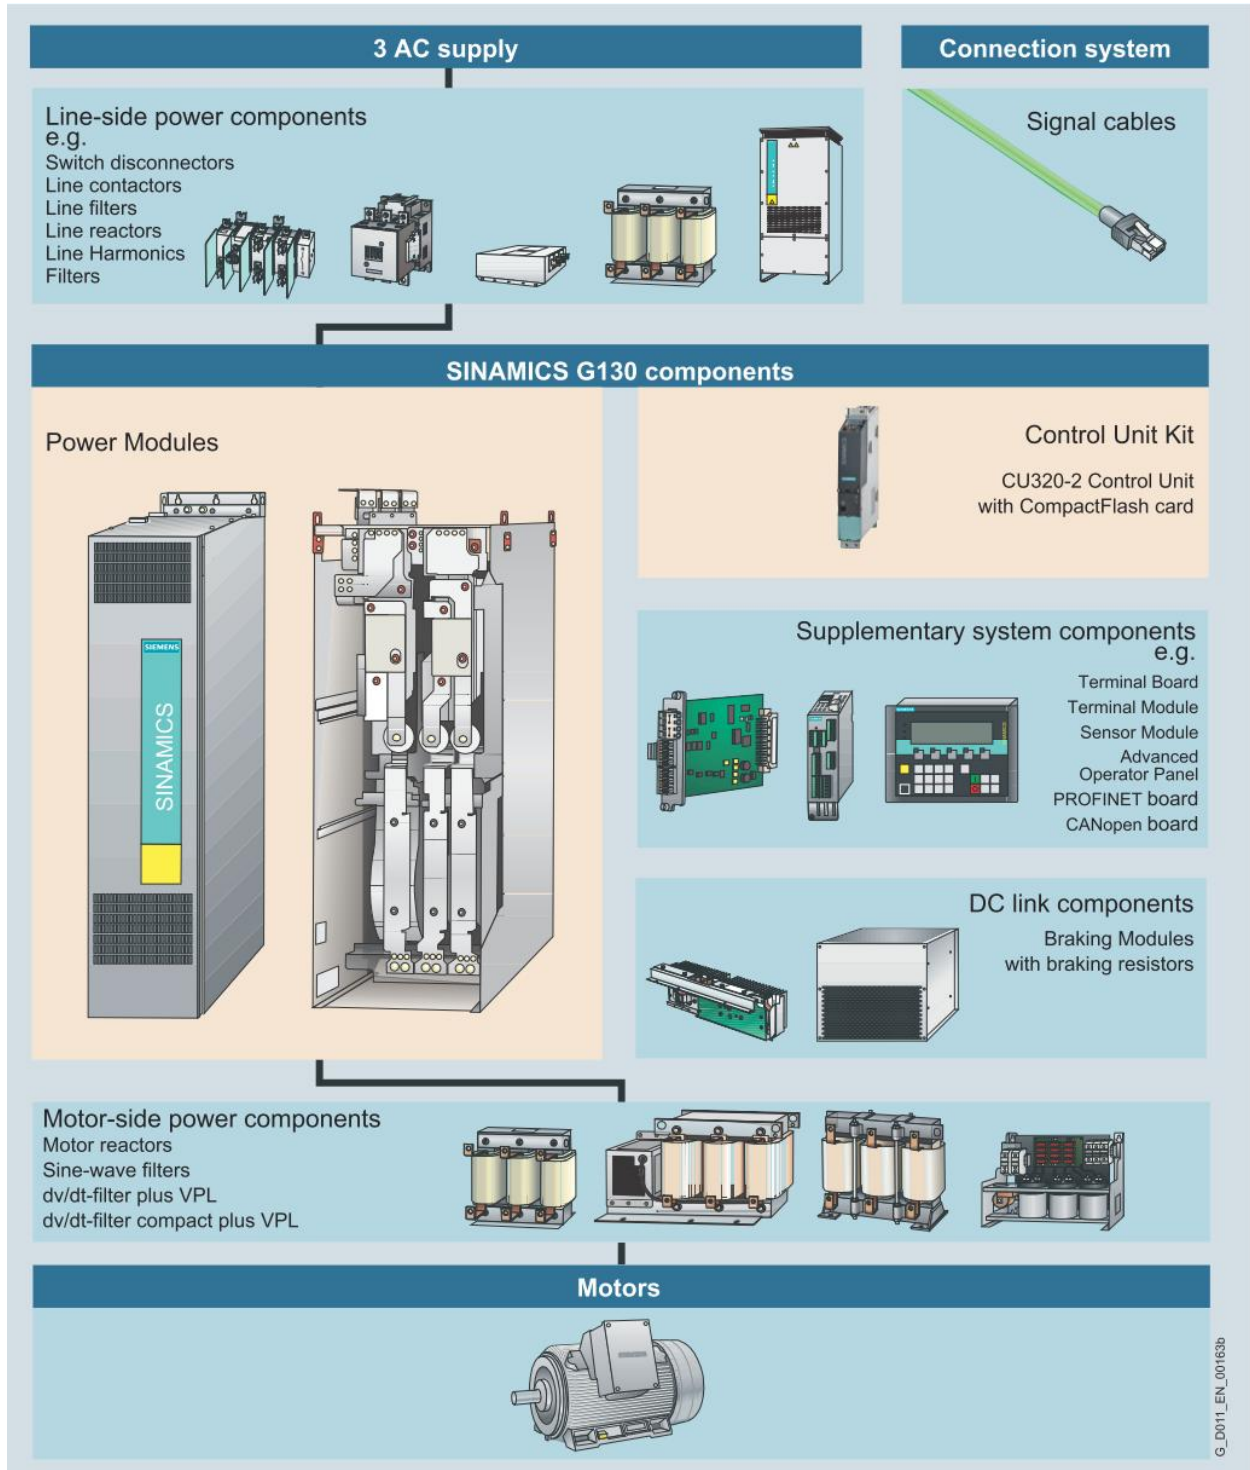 3 AC supply
Connection system
Line-side power components
e.g.
Switch disconnectors
Line contactors
Line filters
Line reactors
Line Harmonics
Filters
Signal cables
SINAMICS G130 components
Power Modules
SIEMENS
SINAMICS
Control Unit Kit
CU320-2 Control Unit
with CompactFlash card
Supplementary system components
e.g.
Terminal Board
Terminal Module
Sensor Module
Advanced
Operator Panel
PROFINET board
CANopen board
DC link components
Braking Modules
with braking resistors
Motor-side power components
Motor reactors
Sine-wave filters
dv/dt-filter plus VPL
dv/dt-filter compact plus VPL
Motors
G_D011_EN_00163b